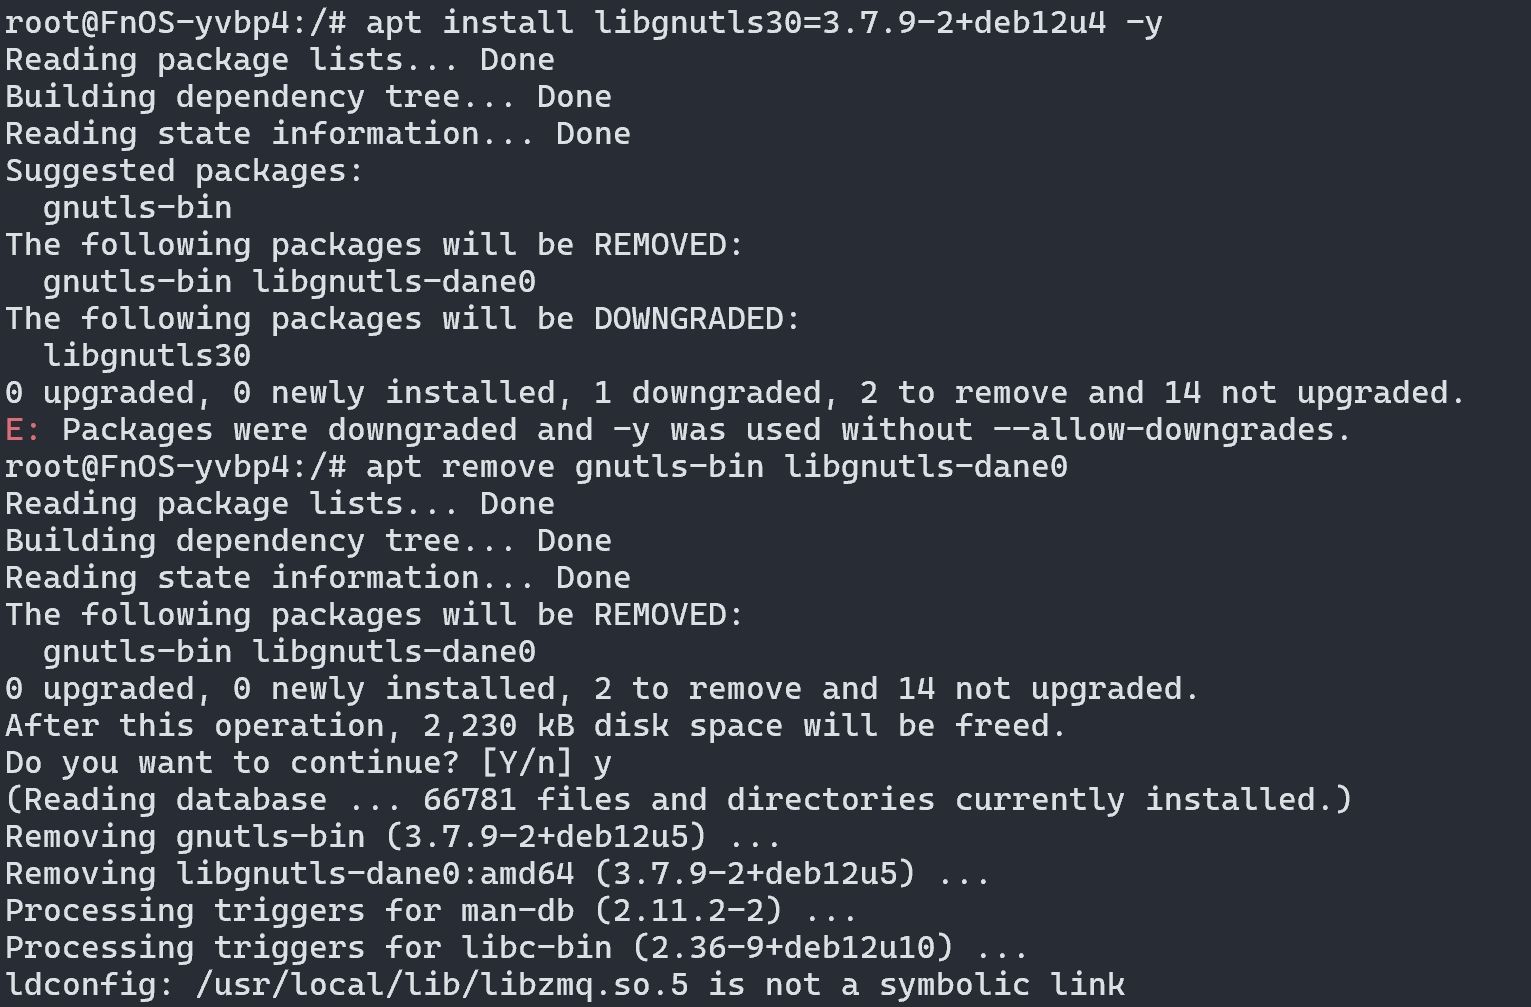 root@FnOS-yvbp4:/# apt install libgnutls30=3.7.9-2+deb12u4 -y
Reading package lists... Done
Building dependency tree... Done
Reading state information... Done
Suggested packages:
  gnutls-bin
The following packages will be REMOVED:
  gnutls-bin libgnutls-dane0
The following packages will be DOWNGRADED:
  libgnutls30
0 upgraded, 0 newly installed, 1 downgraded, 2 to remove and 14 not upgraded.
E: Packages were downgraded and -y was used without --allow-downgrades.
root@FnOS-yvbp4:/# apt remove gnutls-bin libgnutls-dane0
Reading package lists... Done
Building dependency tree... Done
Reading state information... Done
The following packages will be REMOVED:
  gnutls-bin libgnutls-dane0
0 upgraded, 0 newly installed, 2 to remove and 14 not upgraded.
After this operation, 2,230 kB disk space will be freed.
Do you want to continue? [Y/n] y
(Reading database ... 66781 files and directories currently installed.)
Removing gnutls-bin (3.7.9-2+deb12u5) ...
Removing libgnutls-dane0:amd64 (3.7.9-2+deb12u5) ...
Processing triggers for man-db (2.11.2-2) ...
Processing triggers for libc-bin (2.36-9+deb12u10) ...
ldconfig: /usr/local/lib/libzmq.so.5 is not a symbolic link